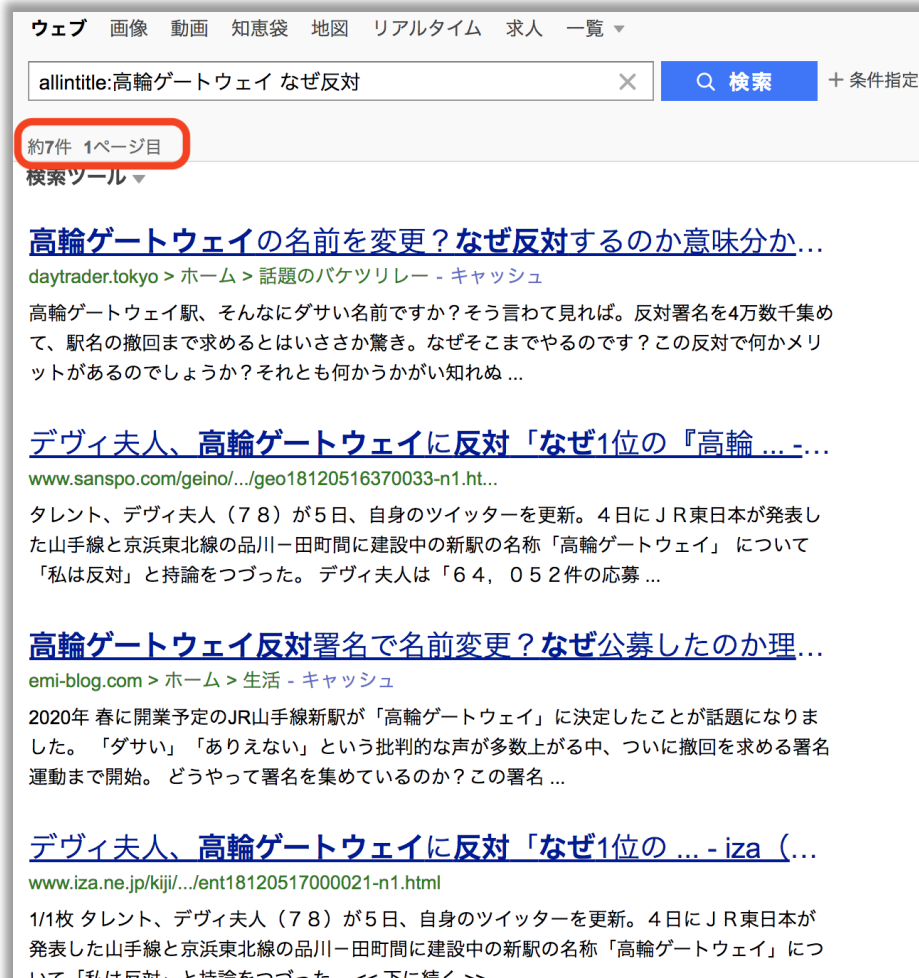 ウェブ 画像 動画 知恵袋 地図 リアルタイム 求人 一覧
allintitle:高輪ゲートウェイ なぜ反対 検索 +条件指定
約7件 1ページ目
検索ツール
高輪ゲートウェイの名前を変更？なぜ反対するのか意味分か...
daytrader.tokyo > ホーム > 話題のバケツリレー - キャッシュ
高輪ゲートウェイ駅、そんなにダサい名前ですか？そう言わて見れば。反対署名を4万数千集め
て、駅名の撤回まで求めるとはいささか驚き。なぜそこまでやるのです？この反対で何かメリ
ットがあるのでしょうか？それとも何かうかがい知れぬ ...
デヴィ夫人、高輪ゲートウェイに反対「なぜ1位の『高輪 ... -...
www.sanspo.com/geino/.../geo18120516370033-n1.ht...
タレント、デヴィ夫人（７８）が５日、自身のツイッターを更新。４日にＪＲ東日本が発表し
た山手線と京浜東北線の品川－田町間に建設中の新駅の名称「高輪ゲートウェイ」 について
「私は反対」と持論をつづった。 デヴィ夫人は「６４，０５２件の応募 ...
高輪ゲートウェイ反対署名で名前変更？なぜ公募したのか理...
emi-blog.com > ホーム > 生活 - キャッシュ
2020年 春に開業予定のJR山手線新駅が「高輪ゲートウェイ」に決定したことが話題になりま
した。 「ダサい」「ありえない」という批判的な声が多数上がる中、ついに撤回を求める署名
運動まで開始。 どうやって署名を集めているのか？この署名 ...
デヴィ夫人、高輪ゲートウェイに反対「なぜ1位の ... - iza（...
www.iza.ne.jp/kiji/.../ent18120517000021-n1.html
1/1枚 タレント、デヴィ夫人（７８）が５日、自身のツイッターを更新。４日にＪＲ東日本が
発表した山手線と京浜東北線の品川－田町間に建設中の新駅の名称「高輪ゲートウェイ」につ
いて「私は反対」と持論をつづった。 << 下に続く >>